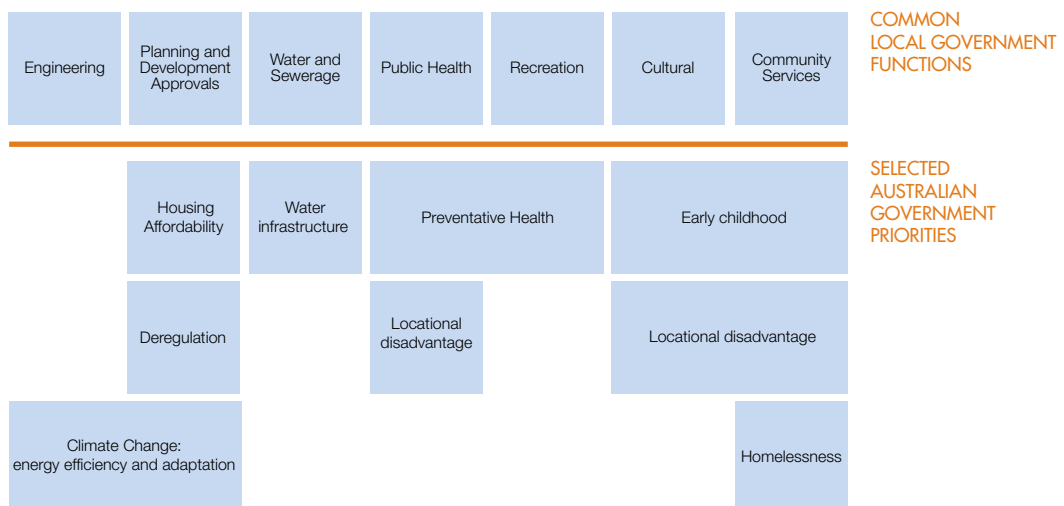 Engineering
Planning and
Development
Approvals
Water and
Sewerage
Public Health
Recreation
Cultural
Community
Services
COMMON
LOCAL GOVERNMENT
FUNCTIONS
Housing
Affordability
Water
infrastructure
Preventative Health
Early childhood
SELECTED
AUSTRALIAN
GOVERNMENT
PRIORITIES
Deregulation
Locational
disadvantage
Locational disadvantage
Climate Change:
energy efficiency and adaptation
Homelessness